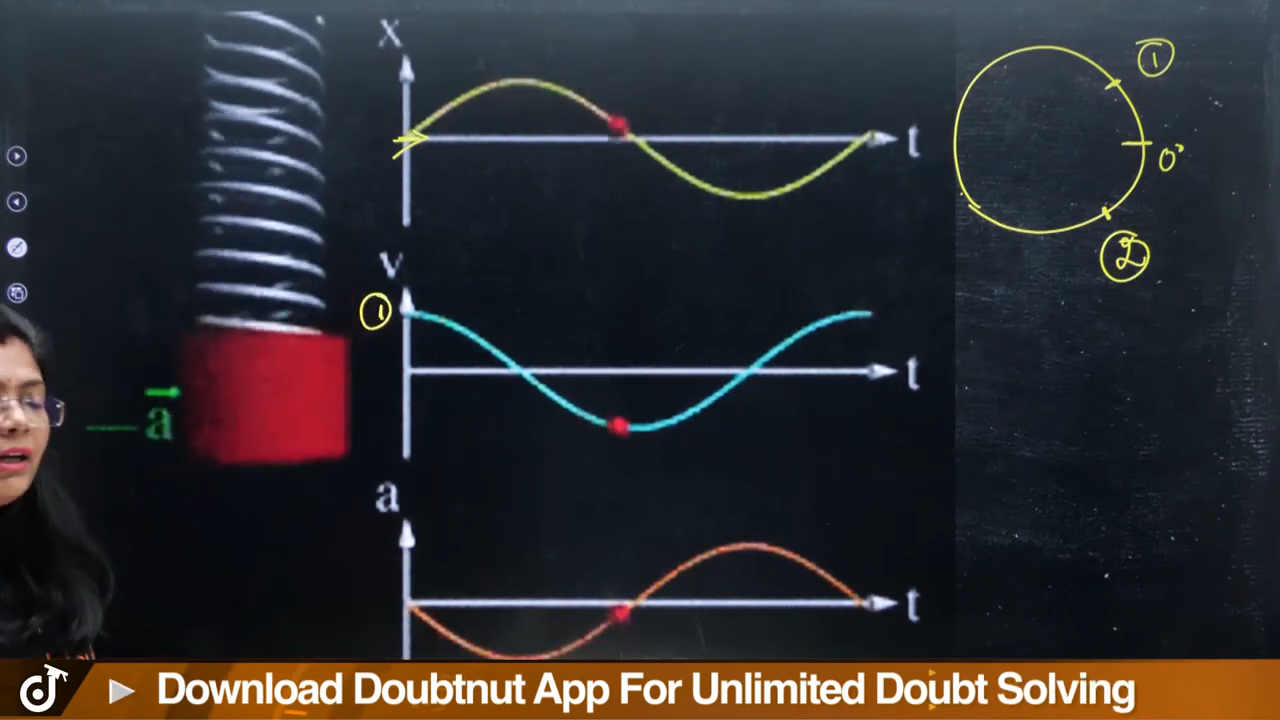 x
t
①
0°
②
v
①
t
a
a
t
Download Doubtnut App For Unlimited Doubt Solving